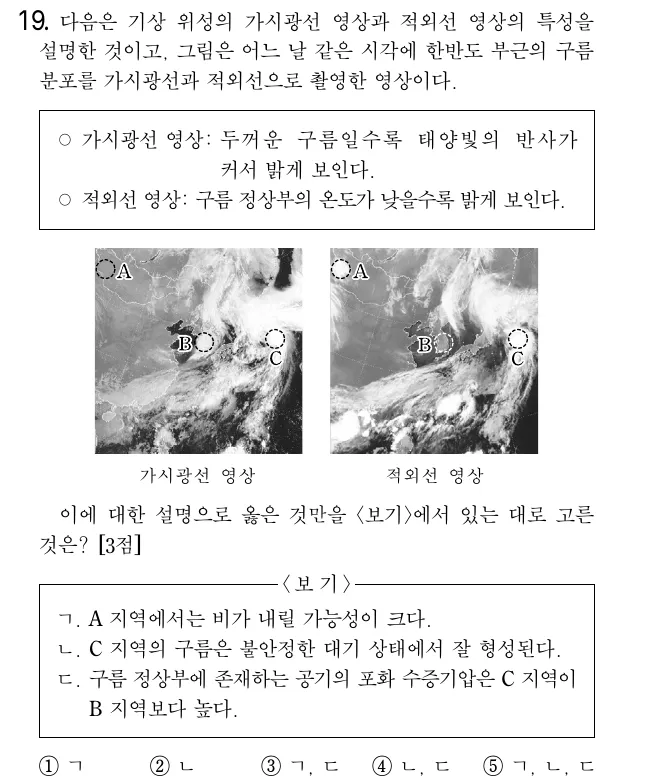 19. 다음은 기상 위성의 가시광선 영상과 적외선 영상의 특성을
설명한 것이고, 그림은 어느 날 같은 시각에 한반도 부근의 구름
분포를 가시광선과 적외선으로 촬영한 영상이다.
○ 가시광선 영상: 두꺼운 구름일수록 태양빛의 반사가
커서 밝게 보인다.
○ 적외선 영상: 구름 정상부의 온도가 낮을수록 밝게 보인다.
A A
B B
C C
가시광선 영상 적외선 영상
이에 대한 설명으로 옳은 것만을 <보기>에서 있는 대로 고른
것은? [3점]
<보 기>
ㄱ. A 지역에서는 비가 내릴 가능성이 크다.
ㄴ. C 지역의 구름은 불안정한 대기 상태에서 잘 형성된다.
ㄷ. 구름 정상부에 존재하는 공기의 포화 수증기압은 C 지역이
B 지역보다 높다.
① ㄱ ② ㄴ ③ ㄱ, ㄷ ④ ㄴ, ㄷ ⑤ ㄱ, ㄴ, ㄷ